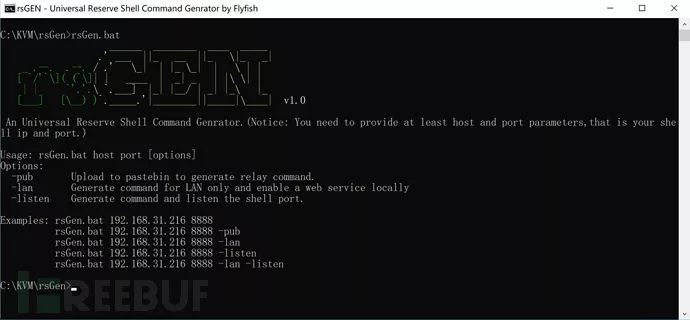 rsGEN - Universal Reserve Shell Command Genrator by Flyfish
C:\KVM\rsGen>rsGen.bat
rsGEN
v1.0
An Universal Reserve Shell Command Genrator.(Notice: You need to provide at least host and port parameters,that is your she
ll ip and port.)
Usage: rsGen.bat host port [options]
Options:
-pub Upload to pastebin to generate relay command.
-lan Generate command for LAN only and enable a web service locally
-listen Generate command and listen the shell port.
Examples: rsGen.bat 192.168.31.216 8888
rsGen.bat 192.168.31.216 8888 -pub
rsGen.bat 192.168.31.216 8888 -lan
rsGen.bat 192.168.31.216 8888 -listen
rsGen.bat 192.168.31.216 8888 -lan -listen
C:\KVM\rsGen>
FREEBUF